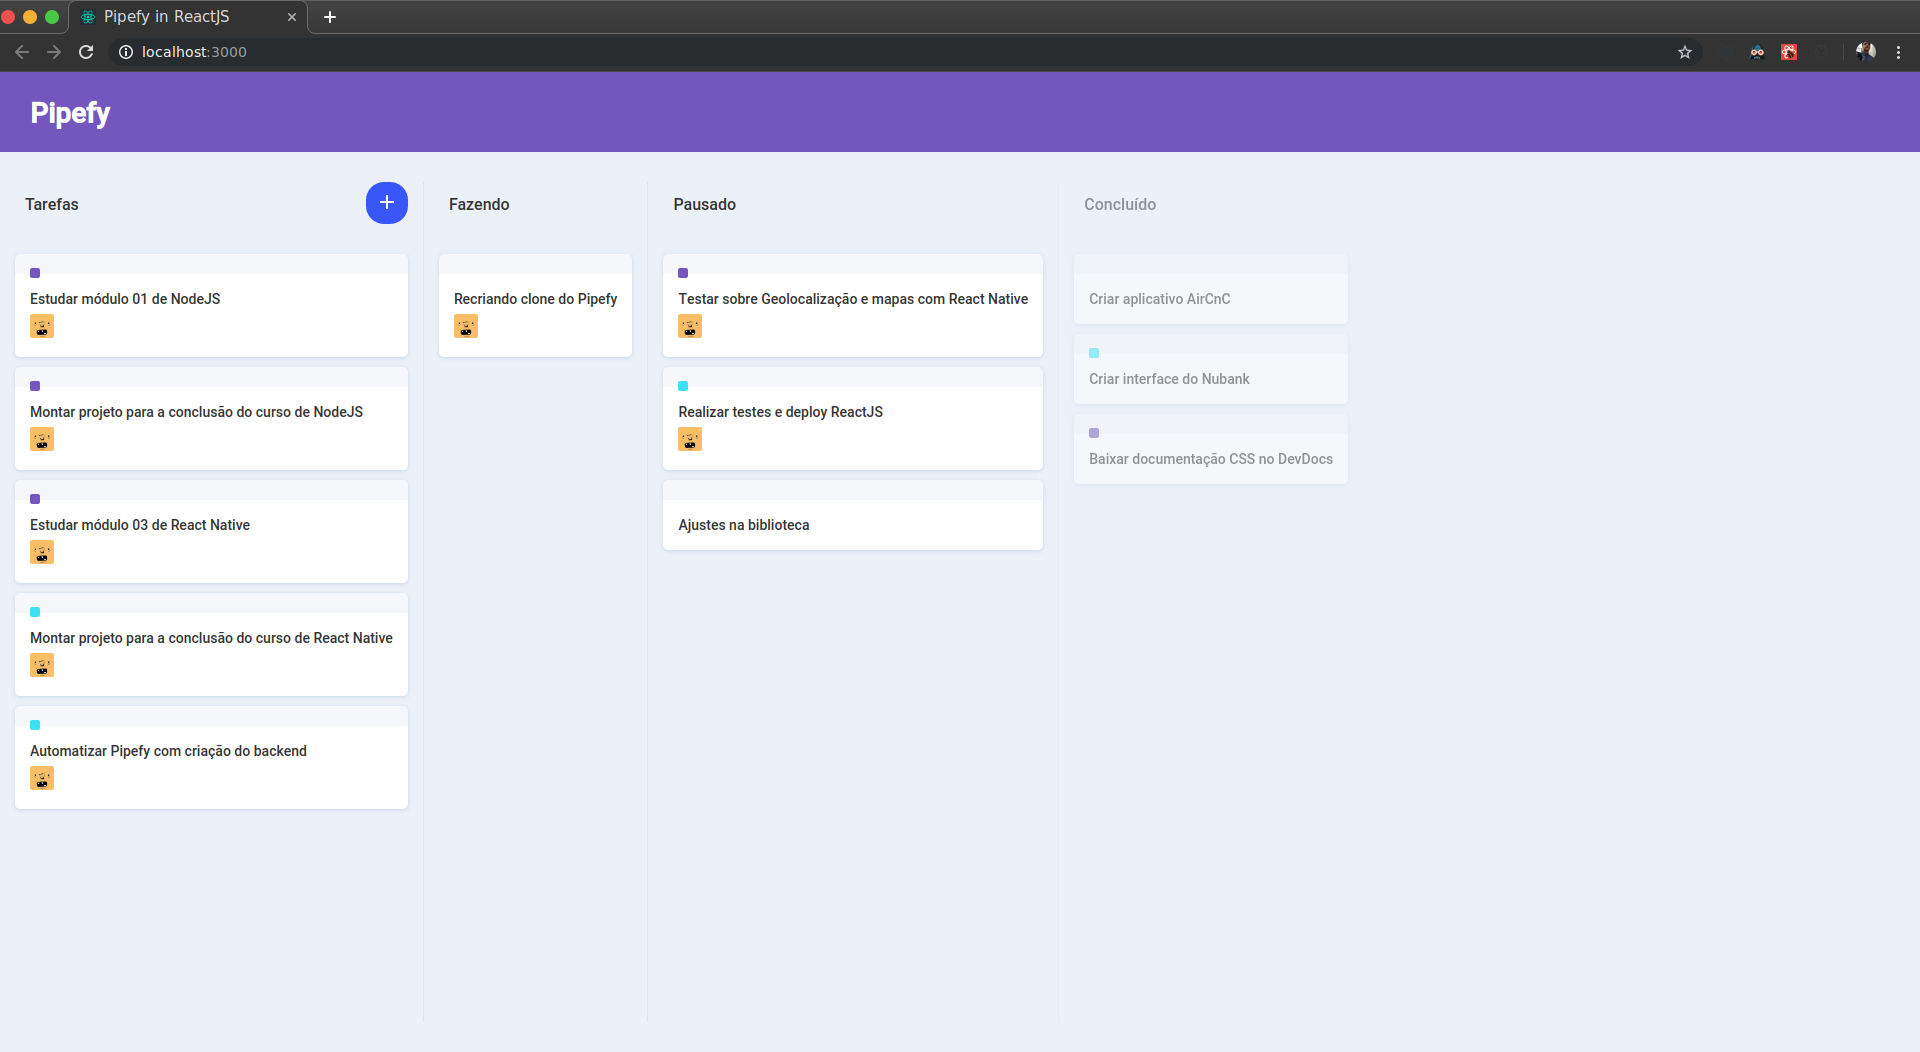 Pipefy in ReactJS
localhost:3000
Pipefy
Tarefas
Estudar módulo 01 de NodeJS
Montar projeto para a conclusão do curso de NodeJS
Estudar módulo 03 de React Native
Montar projeto para a conclusão do curso de React Native
Automatizar Pipefy com criação do backend
Fazendo
Recriando clone do Pipefy
Pausado
Testar sobre Geolocalização e mapas com React Native
Realizar testes e deploy ReactJS
Ajustes na biblioteca
Concluído
Criar aplicativo AirCnC
Criar interface do Nubank
Baixar documentação CSS no DevDocs